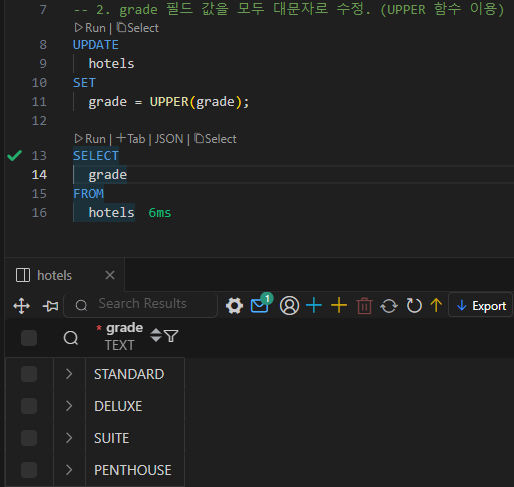 7 -- 2. grade 필드 값을 모두 대문자로 수정. (UPPER 함수 이용)
Run | Select
8 UPDATE
9 hotels
10 SET
11 grade = UPPER(grade);
12
Run | +Tab | JSON | Select
13 SELECT
14 grade
15 FROM
16 hotels 6ms
hotels
Search Results 1 Export
* grade
TEXT
STANDARD
DELUXE
SUITE
PENTHOUSE